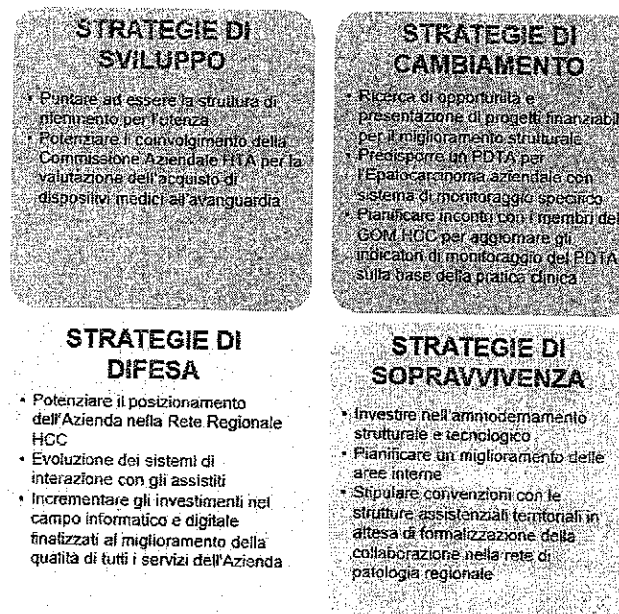 STRATEGIE DI
SVILUPPO
• Puntare ad essere la struttura di
riferimento per l'utenza
• Potenziare il coinvolgimento della
Commissione Aziendale HTA per la
valutazione dell'acquisto di
dispositivi medici all'avanguardia
STRATEGIE DI
CAMBIAMENTO
• Ricerca di opportunità e
presentazione di progetti finanziabil
per il miglioramento strutturale
• Predisporre un PDTA per
l'Epatocarcinoma aziendale con
sistema di monitoraggio specifico
• Pianificare incontri con i membri del
GOM HCC per aggiornare gli
indicatori di monitoraggio del PDTA
sulla base della pratica clinica
STRATEGIE DI
DIFESA
• Potenziare il posizionamento
dell'Azienda nella Rete Regionale
HCC
• Evoluzione dei sistemi di
interazione con gli assistiti
• Incrementare gli investimenti nel
campo informatico e digitale
finalizzati al miglioramento della
qualità di tutti i servizi dell'Azienda
STRATEGIE DI
SOPRAVVIVENZA
• Investire nell'ammodernamento
strutturale e tecnologico
• Pianificare un miglioramento delle
aree interne
• Stipulare convenzioni con le
strutture assistenziali territoriali in
attesa di formalizzazione della
collaborazione nella rete di
patologia regionale